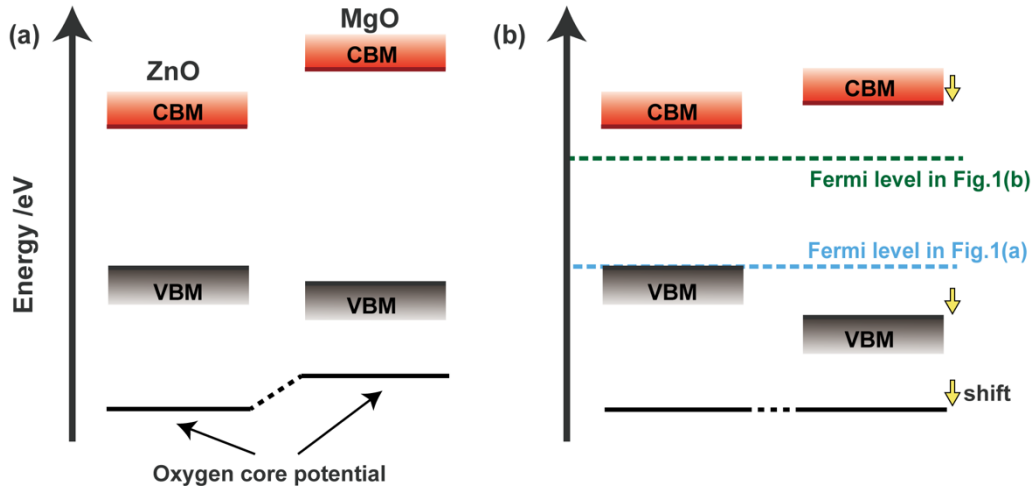 (a)
MgO
CBM
ZnO
CBM
VBM
VBM
Energy /eV
Oxygen core potential
(b)
CBM
CBM
Fermi level in Fig.1(b)
Fermi level in Fig.1(a)
VBM
VBM
shift